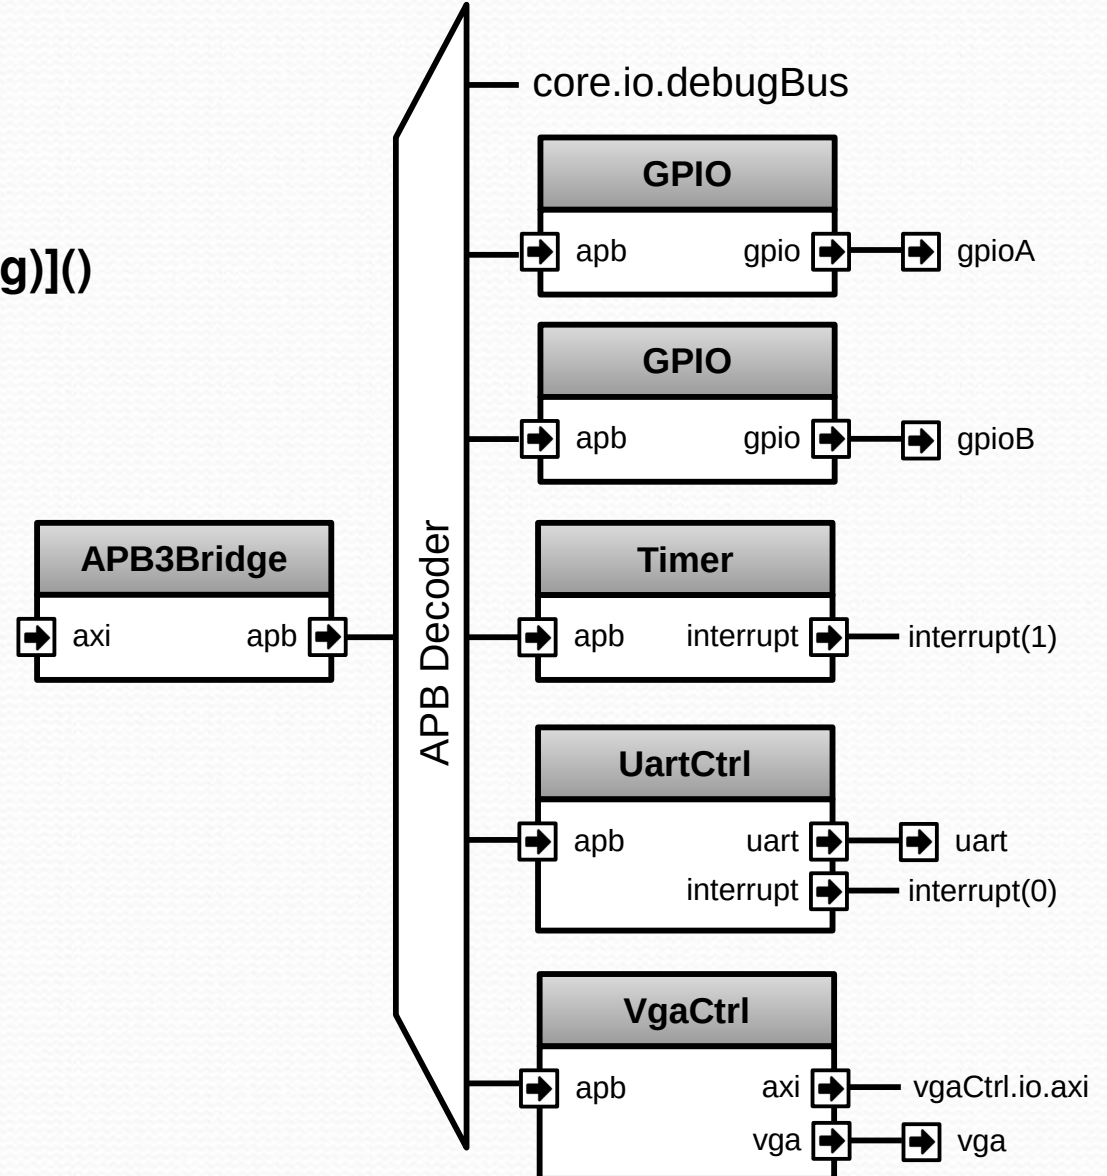 core.io.debugBus
GPIO
apb gpio gpioA
g)]()
GPIO
apb gpio gpioB
APB3Bridge
axi apb
APB Decoder
Timer
apb interrupt interrupt(1)
UartCtrl
apb uart uart
interrupt interrupt(0)
VgaCtrl
apb axi vgaCtrl.io.axi
vga vga